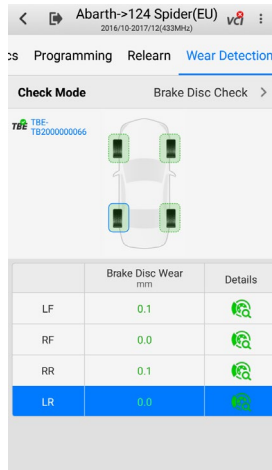 Abarth->124 Spider(EU)
2016/10-2017/12(433MHz)
vci
cs Programming Relearn Wear Detection
Check Mode Brake Disc Check >
TBE TBE-
TB2000000066
Brake Disc Wear
mm
Details
LF 0.1
RF 0.0
RR 0.1
LR 0.0